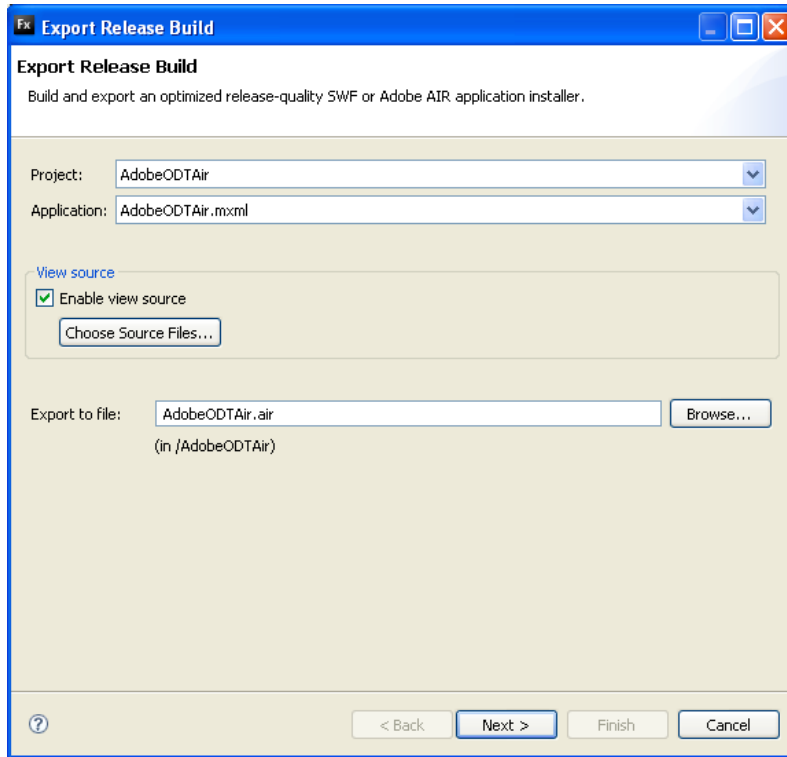 Fx Export Release Build
Export Release Build
Build and export an optimized release-quality SWF or Adobe AIR application installer.
Project: AdobeODTAir
Application: AdobeODTAir.mxml
View source
Enable view source
Choose Source Files...
Export to file: AdobeODTAir.air Browse...
(in /AdobeODTAir)
? < Back Next > Finish Cancel